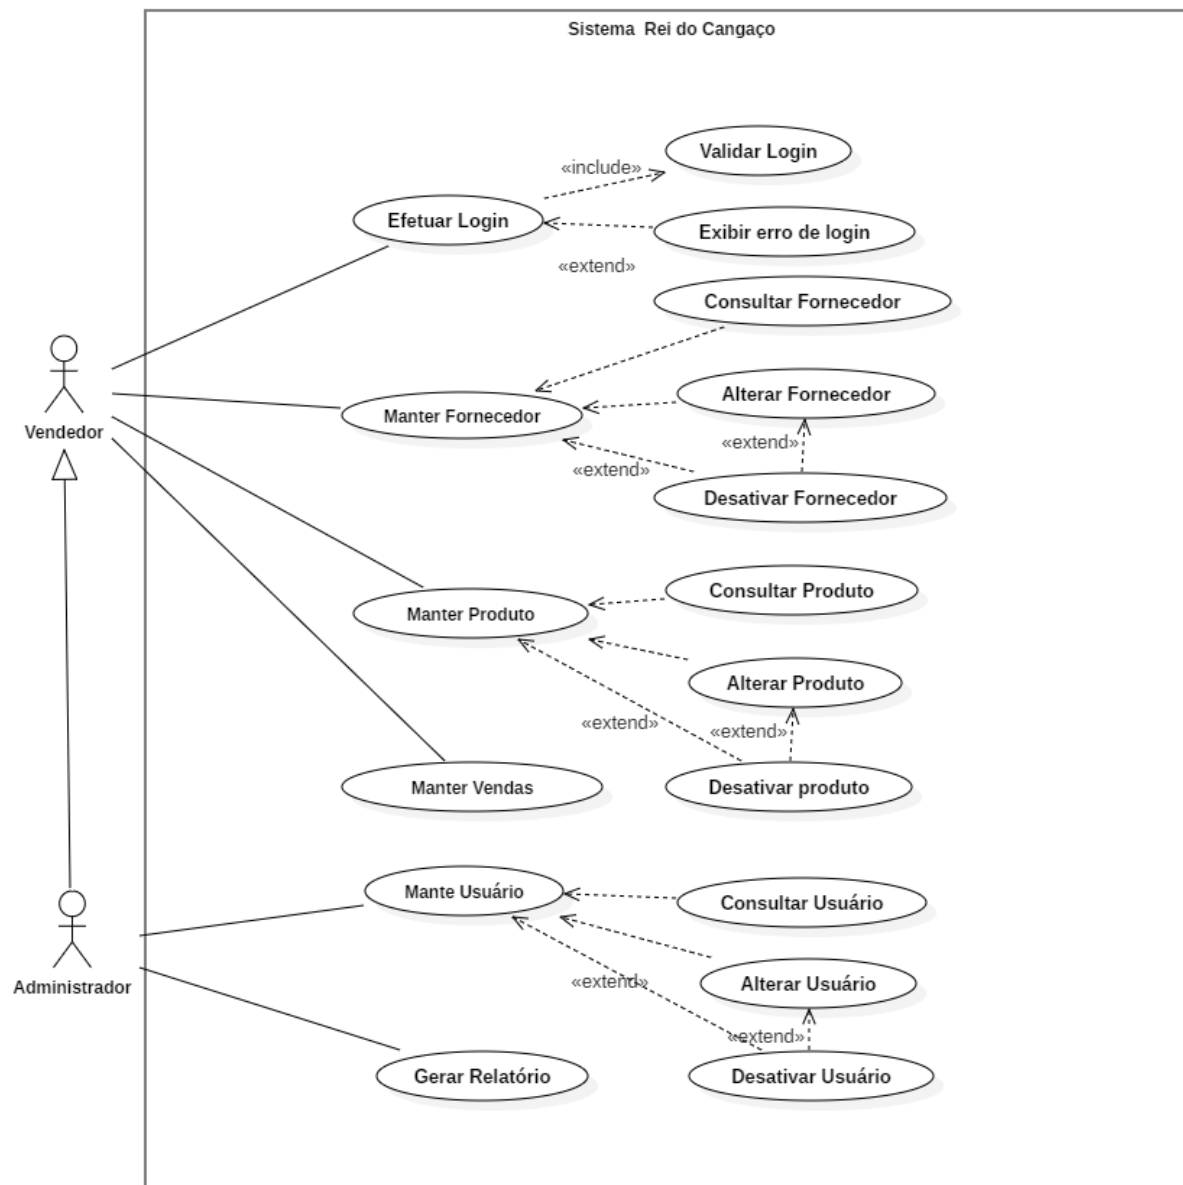 Sistema Rei do Cangaço
Validar Login
«include»
Efetuar Login
Exibir erro de login
«extend»
Consultar Fornecedor
Alterar Fornecedor
Manter Fornecedor
Vendedor
«extend»
«extend»
Desativar Fornecedor
Consultar Produto
Manter Produto
Alterar Produto
«extend»
«extend»
Manter Vendas
Desativar produto
Mante Usuário
Consultar Usuário
«extend»
Alterar Usuário
Administrador
«extend»
Gerar Relatório
Desativar Usuário